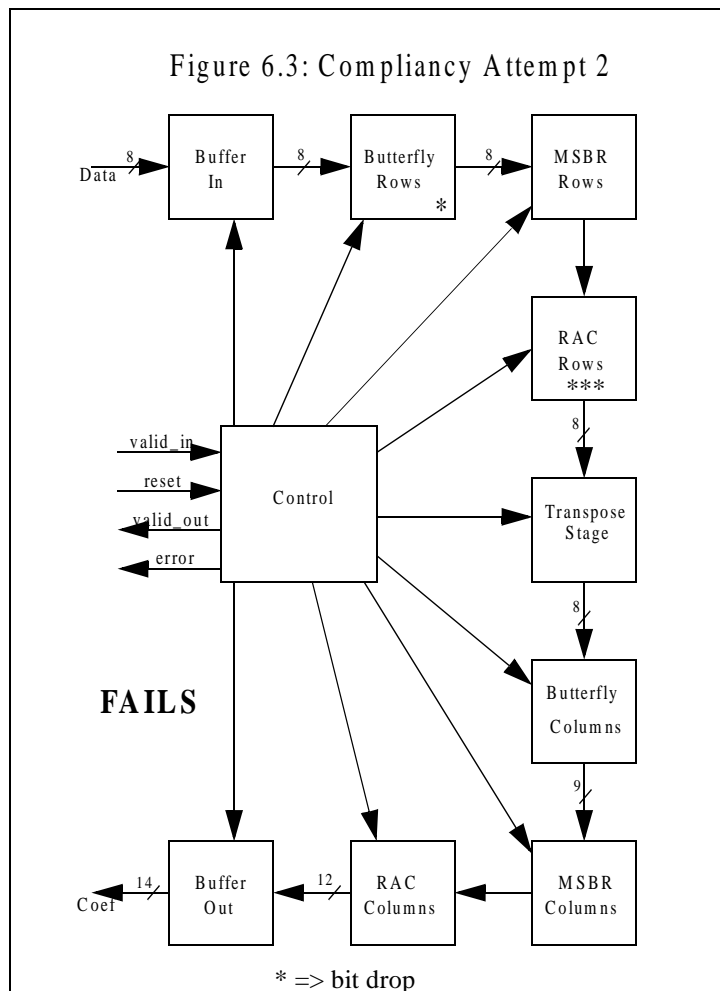 Figure 6.3: Compliancy Attempt 2
8
Data
Buffer
In
8
Butterfly
Rows
*
8
MSBR
Rows
RAC
Rows
***
8
valid_in
reset
valid_out
error
Control
Transpose
Stage
8
FAILS
Butterfly
Columns
9
14
Coef
Buffer
Out
12
RAC
Columns
MSBR
Columns
* => bit drop